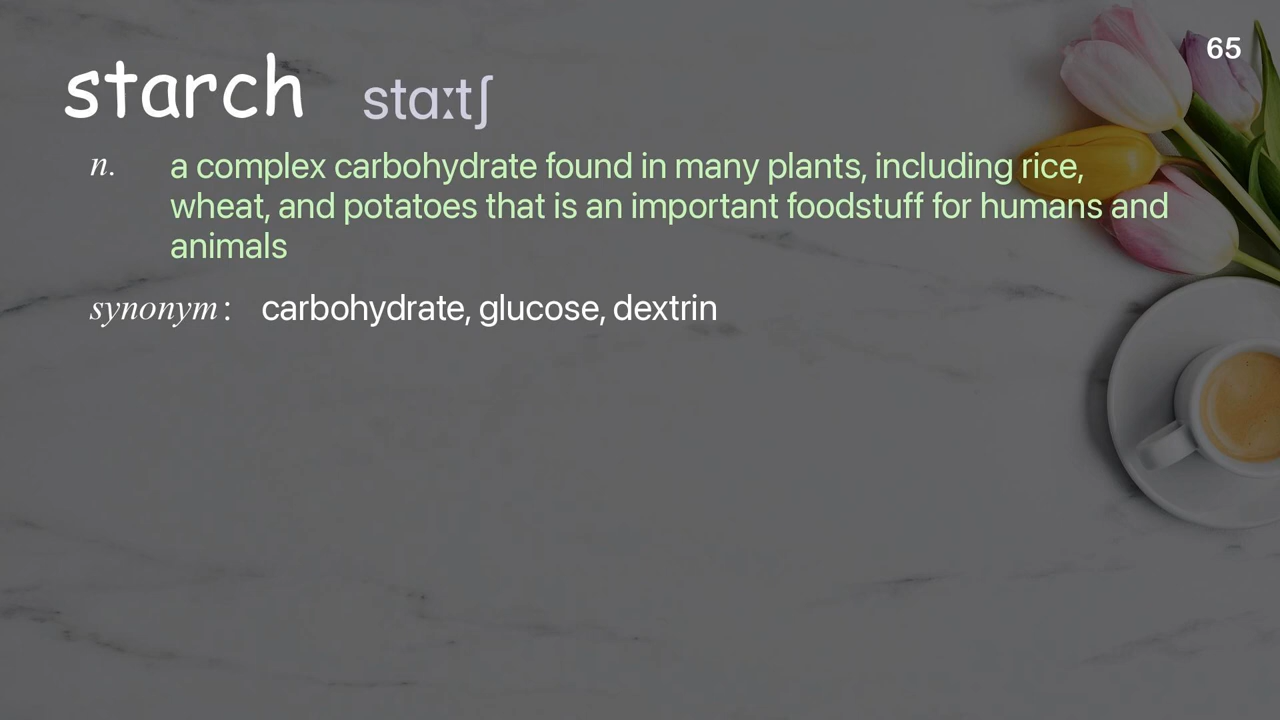 65
starch stɑːtʃ
n. a complex carbohydrate found in many plants, including rice,
wheat, and potatoes that is an important foodstuff for humans and
animals
synonym: carbohydrate, glucose, dextrin